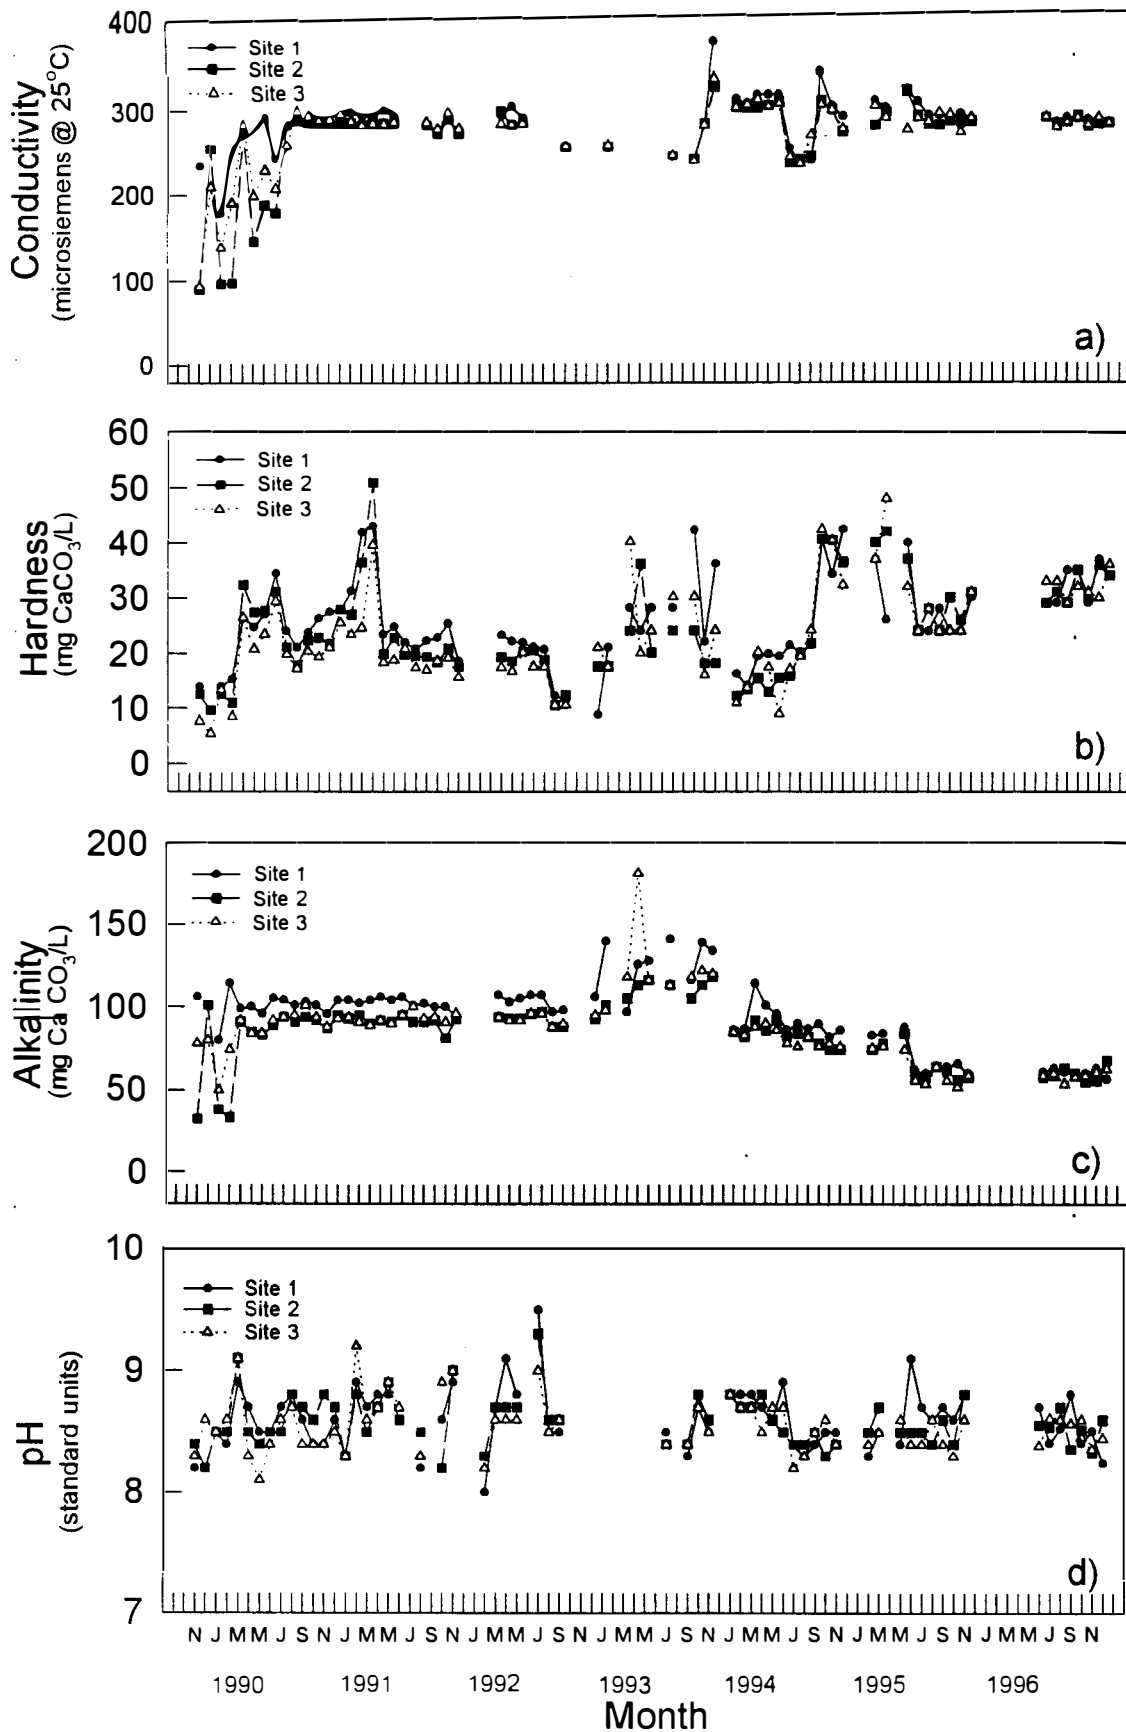 400
300
200
100
0
Conductivity
(microsiemens @ 25°C)
Site 1
Site 2
Site 3
a)
60
50
40
30
20
10
0
Hardness
(mg CaCO3/L)
Site 1
Site 2
Site 3
b)
200
150
100
50
0
Alkalinity
(mg Ca CO3/L)
Site 1
Site 2
Site 3
c)
10
9
8
7
pH
(standard units)
Site 1
Site 2
Site 3
d)
N J M M J S N J M M J S N J M M J S N J M M J S N J M M J S N J M M J S N J M M J S N
1990 1991 1992 1993 1994 1995 1996
Month